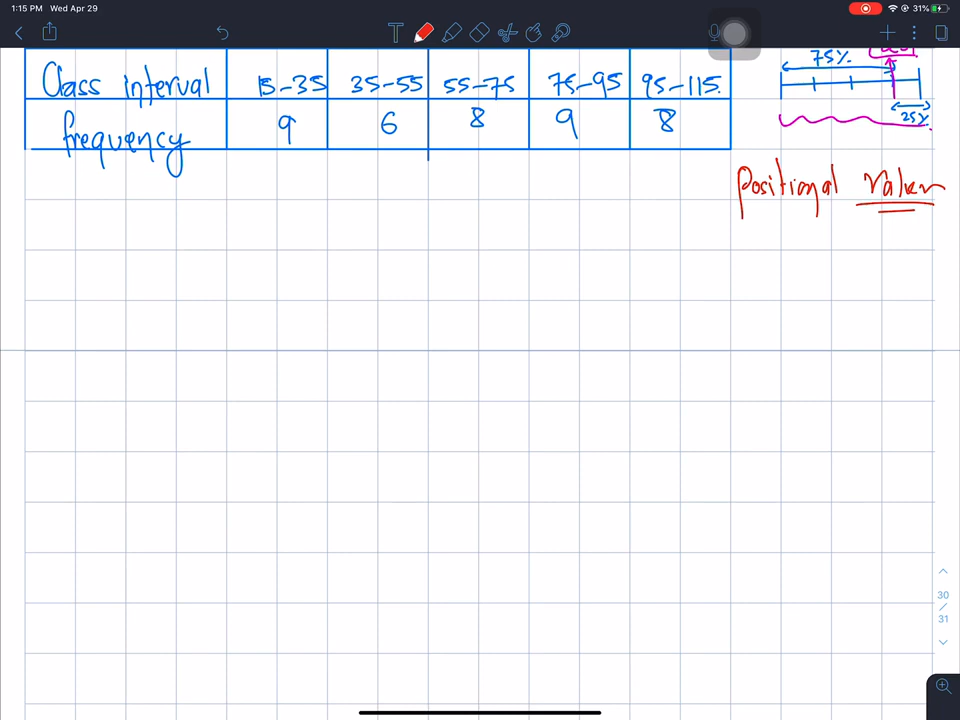 1:15 PM Wed Apr 29
31%
T
Class interval 15-35 35-55 55-75 75-95 95-115.
frequency 9 6 8 9 8
75%
25%
Positional Values
30
/
31